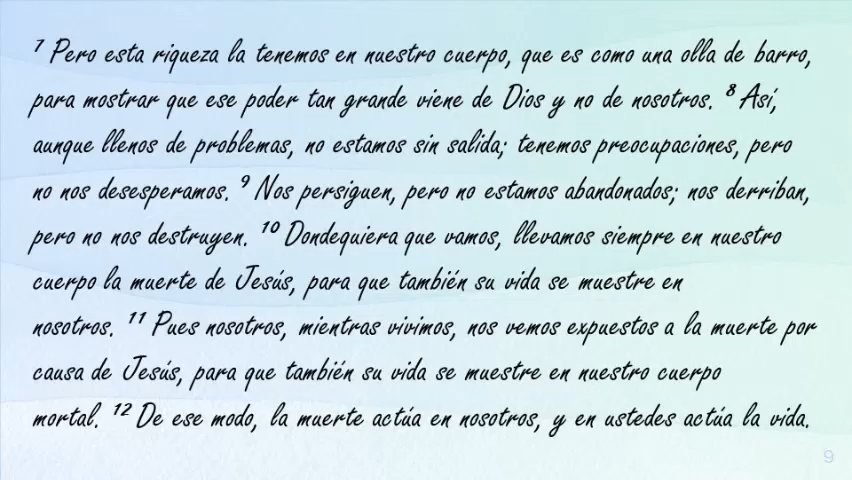 ⁷ Pero esta riqueza la tenemos en nuestro cuerpo, que es como una olla de barro,
para mostrar que ese poder tan grande viene de Dios y no de nosotros. ⁸ Así,
aunque llenos de problemas, no estamos sin salida; tenemos preocupaciones, pero
no nos desesperamos. ⁹ Nos persiguen, pero no estamos abandonados; nos derriban,
pero no nos destruyen. ¹⁰ Dondequiera que vamos, llevamos siempre en nuestro
cuerpo la muerte de Jesús, para que también su vida se muestre en
nosotros. ¹¹ Pues nosotros, mientras vivimos, nos vemos expuestos a la muerte por
causa de Jesús, para que también su vida se muestre en nuestro cuerpo
mortal. ¹² De ese modo, la muerte actúa en nosotros, y en ustedes actúa la vida.
9